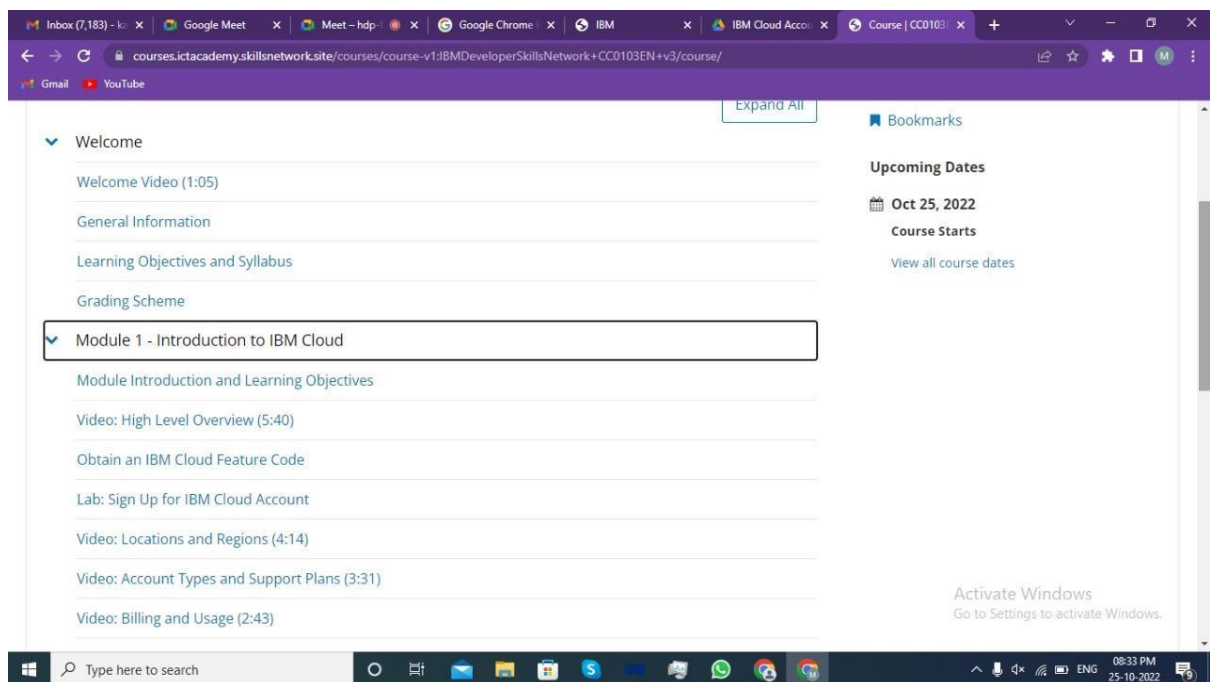 Inbox (7,183) - ka
Google Meet
Meet – hdp-
Google Chrome
IBM
IBM Cloud Accou
Course | CC0103
courses.ictacademy.skillsnetwork.site/courses/course-v1:IBMDeveloperSkillsNetwork+CC0103EN+v3/course/
M
Gmail
YouTube
Expand All
Bookmarks
Welcome
Welcome Video (1:05)
Upcoming Dates
Oct 25, 2022
General Information
Course Starts
Learning Objectives and Syllabus
View all course dates
Grading Scheme
Module 1 - Introduction to IBM Cloud
Module Introduction and Learning Objectives
Video: High Level Overview (5:40)
Obtain an IBM Cloud Feature Code
Lab: Sign Up for IBM Cloud Account
Video: Locations and Regions (4:14)
Video: Account Types and Support Plans (3:31)
Activate Windows
Go to Settings to activate Windows.
Video: Billing and Usage (2:43)
Type here to search
ENG
08:33 PM
25-10-2022